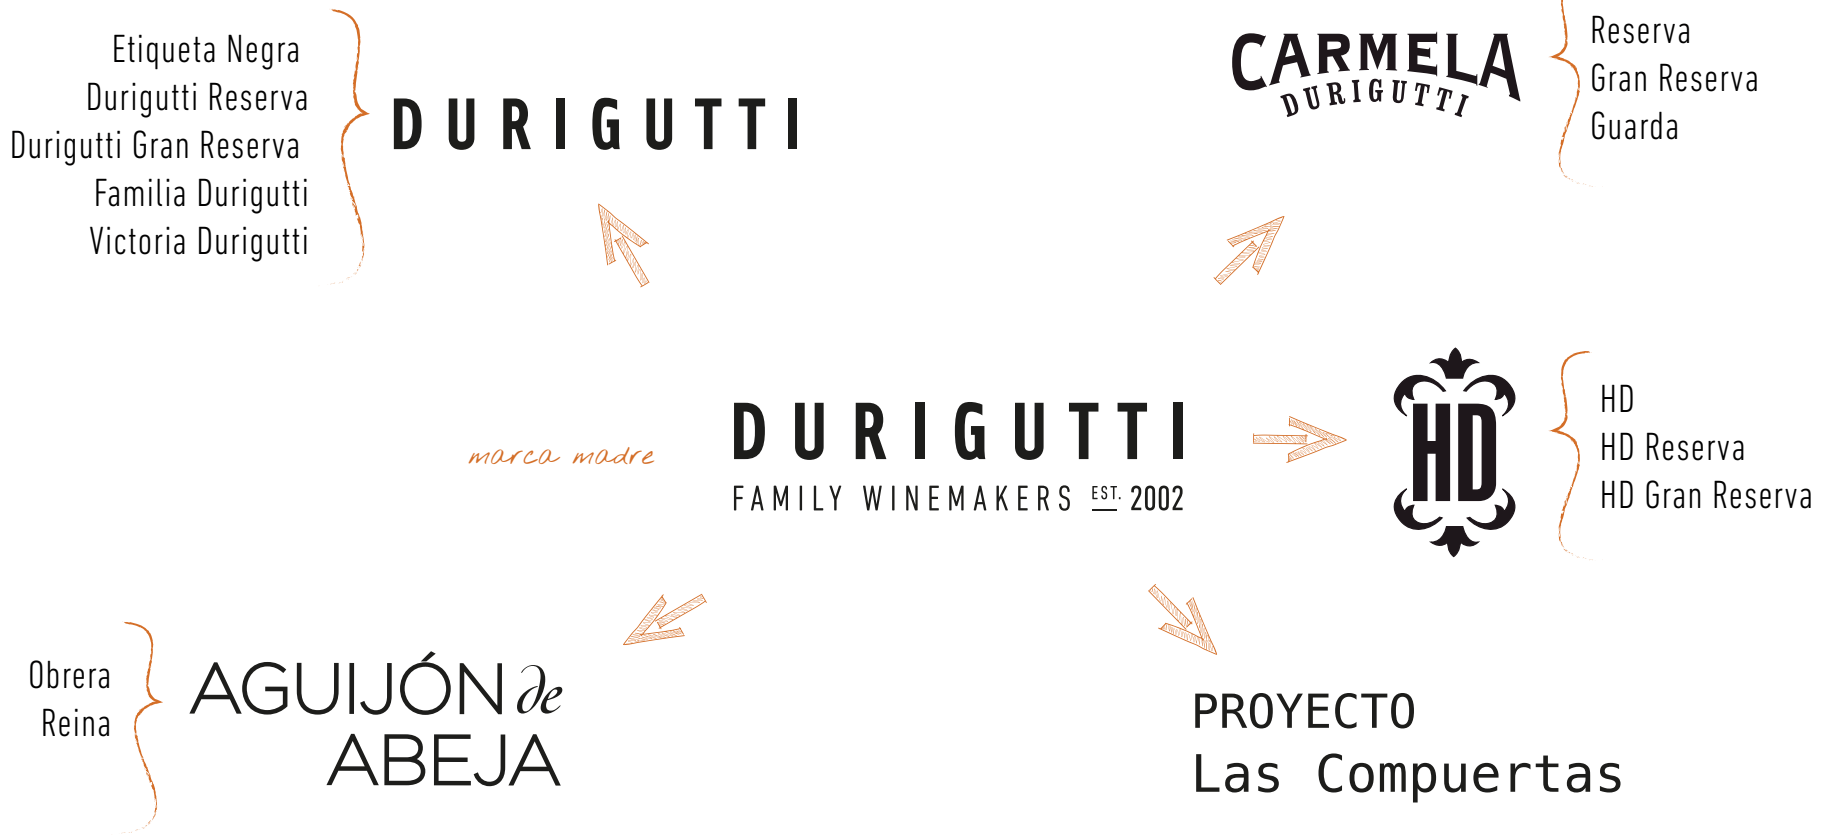 Etiqueta Negra
Durigutti Reserva
Durigutti Gran Reserva
Familia Durigutti
Victoria Durigutti
DURIGUTTI
CARMELA
DURIGUTTI
Reserva
Gran Reserva
Guarda
marca madre
DURIGUTTI
FAMILY WINEMAKERS EST. 2002
HD
HD
HD Reserva
HD Gran Reserva
Obrera
Reina
AGUIJÓN de
ABEJA
PROYECTO
Las Compuertas